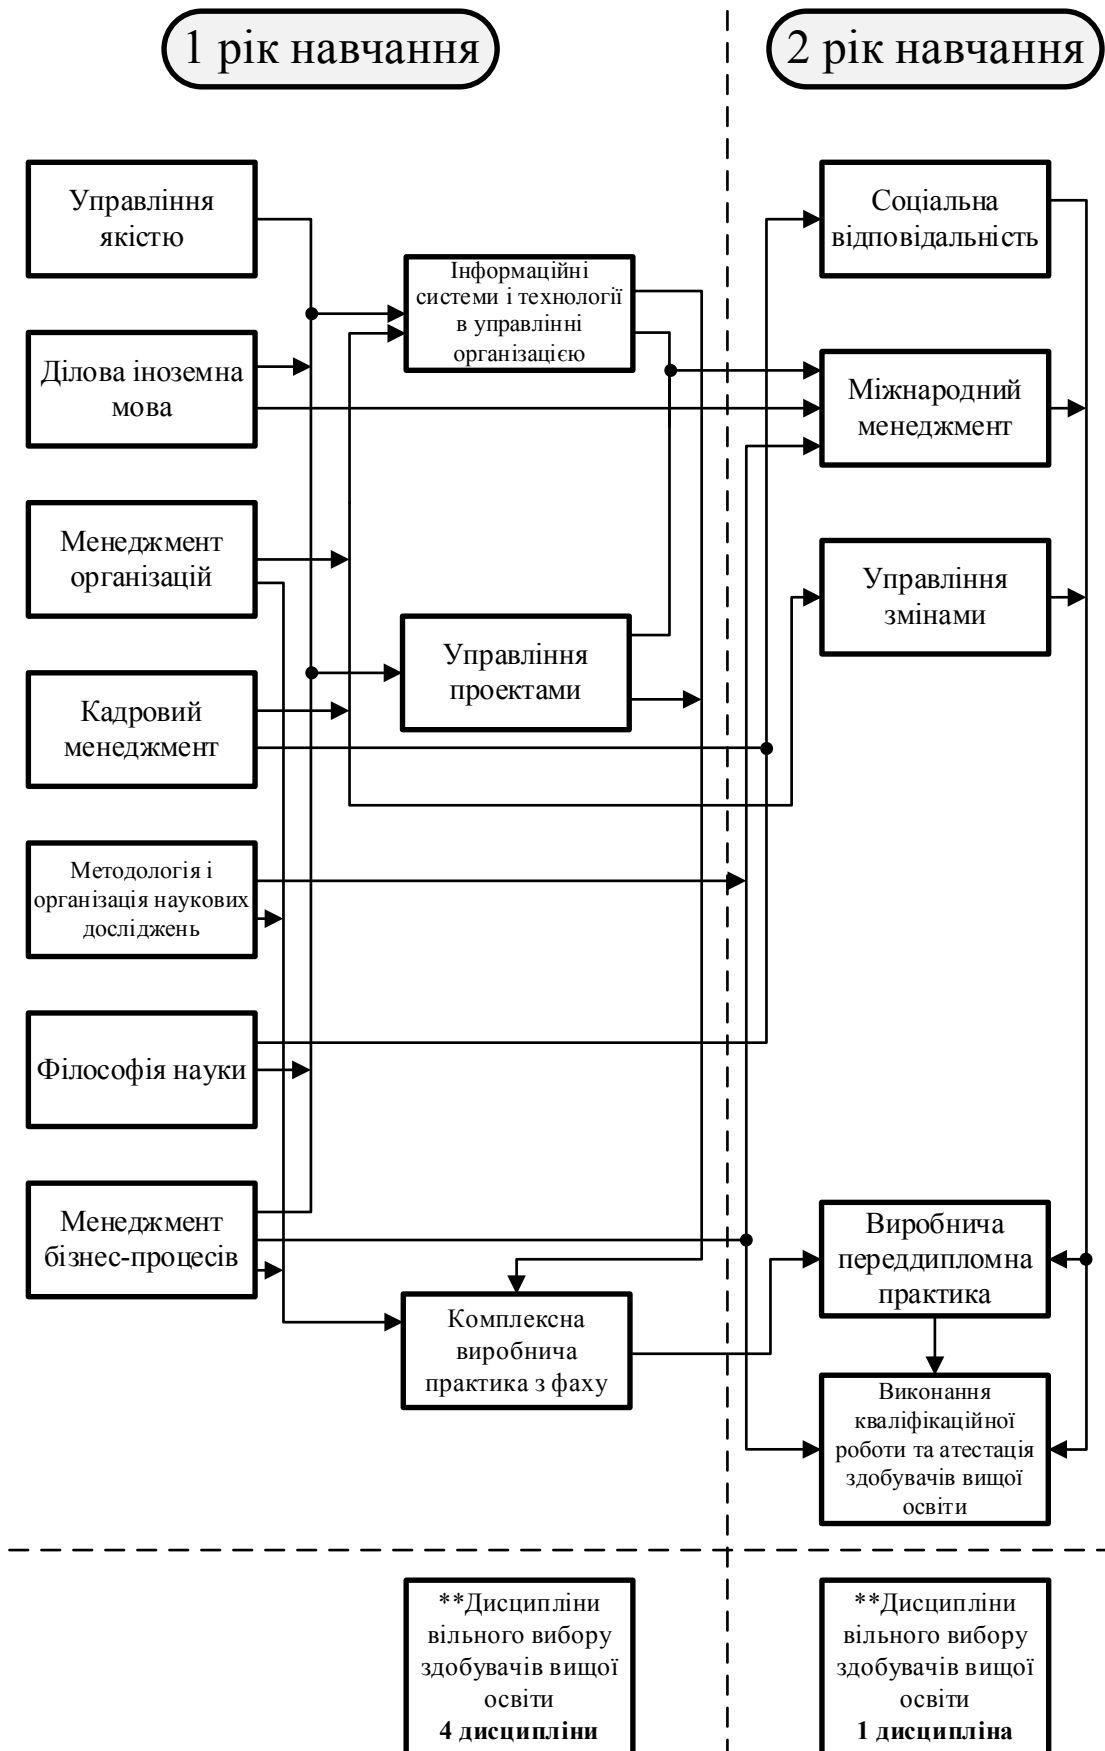 1 рік навчання
2 рік навчання
Управління
якістю
Ділова іноземна
мова
Менеджмент
організацій
Кадровий
менеджмент
Методологія і
організація наукових
досліджень
Філософія науки
Менеджмент
бізнес-процесів
Інформаційні
системи і технології
в управлінні
організацією
Управління
проектами
Комплексна
виробнича
практика з фаху
Соціальна
відповідальність
Міжнародний
менеджмент
Управління
змінами
Виробнича
переддипломна
практика
Виконання
кваліфікаційної
роботи та атестація
здобувачів вищої
освіти
**Дисципліни
вільного вибору
здобувачів вищої
освіти
4 дисципліни
**Дисципліни
вільного вибору
здобувачів вищої
освіти
1 дисципліна